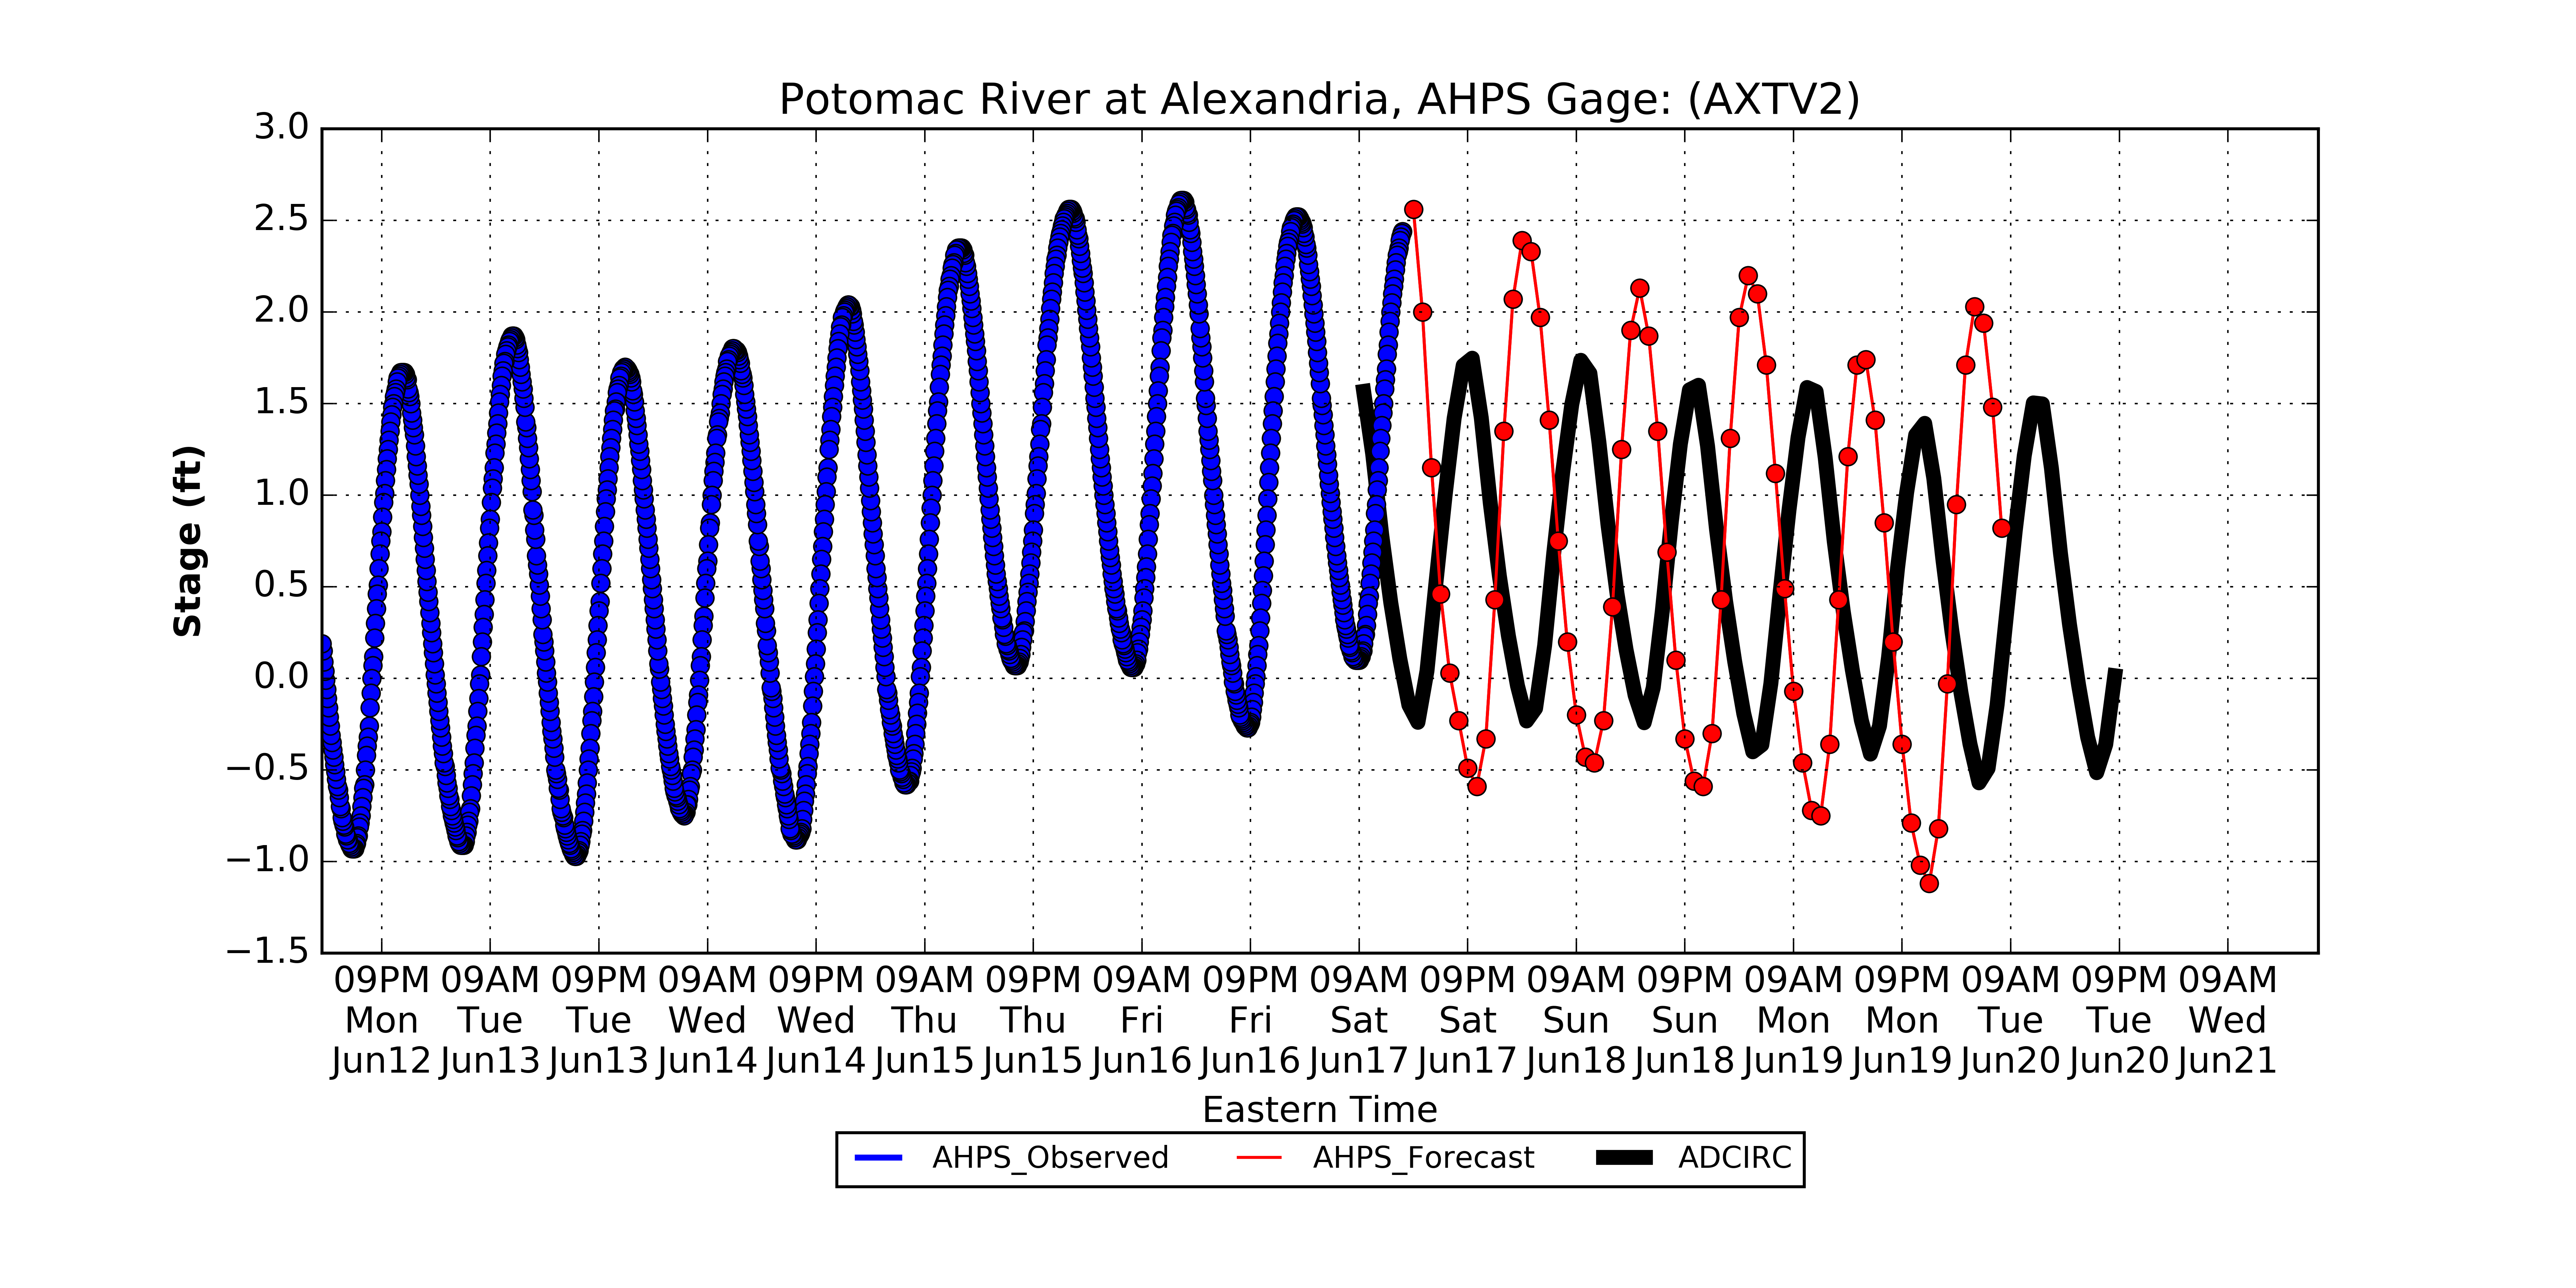 Potomac River at Alexandria, AHPS Gage: (AXTV2)
3.0
2.5
2.0
1.5
1.0
0.5
0.0
−0.5
−1.0
−1.5
Stage (ft)
09PM 09AM 09PM 09AM 09PM 09AM 09PM 09AM 09PM 09AM 09PM 09AM 09PM 09AM 09PM 09AM 09PM 09AM
Mon Tue Tue Wed Wed Thu Thu Fri Fri Sat Sat Sun Sun Mon Mon Tue Tue Wed
Jun12 Jun13 Jun13 Jun14 Jun14 Jun15 Jun15 Jun16 Jun16 Jun17 Jun17 Jun18 Jun18 Jun19 Jun19 Jun20 Jun20 Jun21
Eastern Time
AHPS_Observed AHPS_Forecast ADCIRC